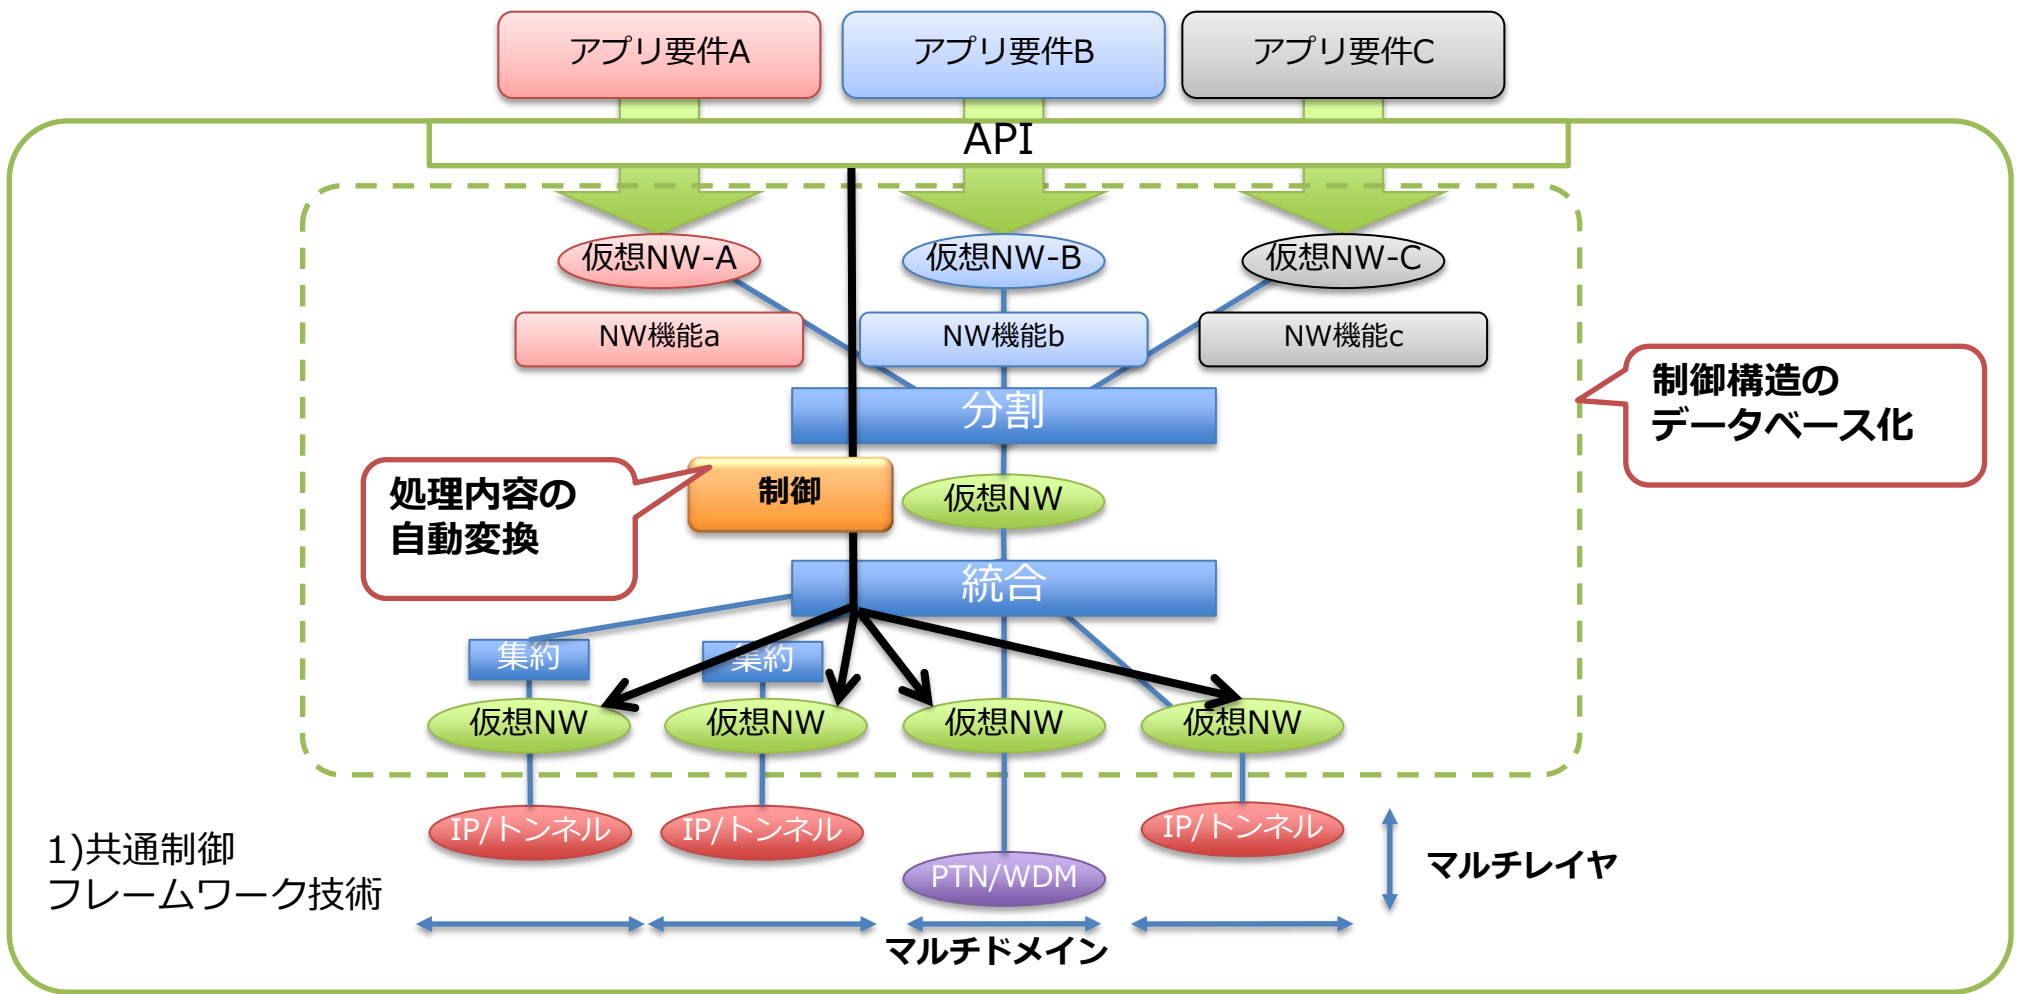 アプリ要件A
アプリ要件B
アプリ要件C
API
仮想NW-A
仮想NW-B
仮想NW-C
NW機能a
NW機能b
NW機能c
制御構造の
データベース化
分割
処理内容の
自動変換
制御
仮想NW
統合
集約
集約
仮想NW
仮想NW
仮想NW
仮想NW
IP/トンネル
IP/トンネル
IP/トンネル
PTN/WDM
1)共通制御
フレームワーク技術
マルチレイヤ
マルチドメイン